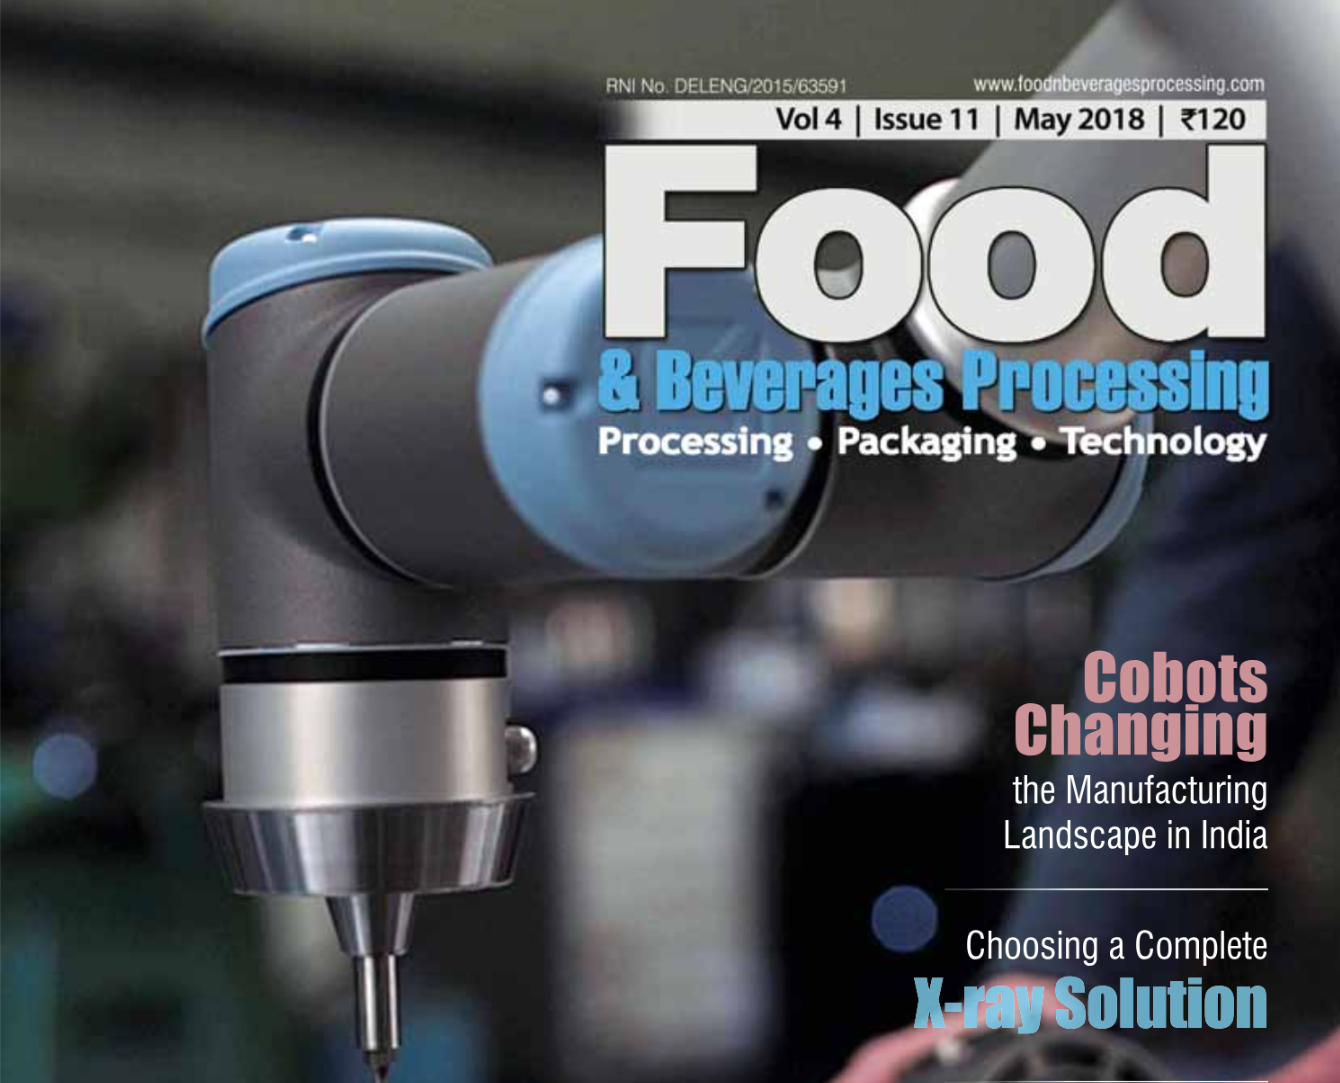 RNI No. DELENG/2015/63591
www.foodnbeveragesprocessing.com
Vol 4 | Issue 11 | May 2018 | ₹120
Food
& Beverages Processing
Processing • Packaging • Technology
Cobots
Changing
the Manufacturing
Landscape in India
Choosing a Complete
X-ray Solution